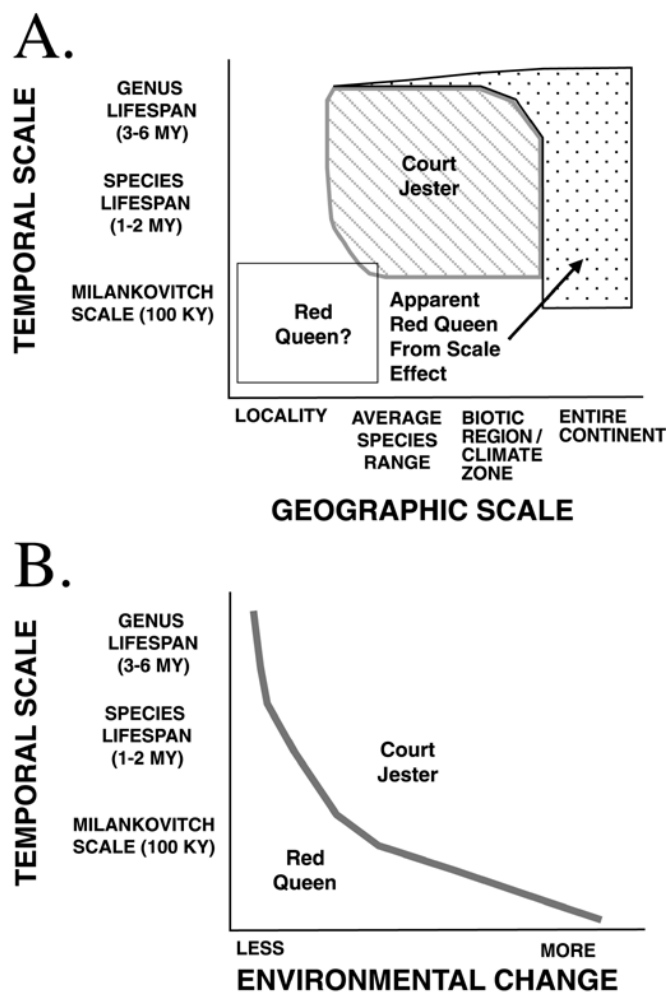 A.
TEMPORAL SCALE
GENUS
LIFESPAN
(3-6 MY)
SPECIES
LIFESPAN
(1-2 MY)
MILANKOVITCH
SCALE (100 KY)
Court
Jester
Red
Queen?
Apparent
Red Queen
From Scale
Effect
LOCALITY
AVERAGE
SPECIES
RANGE
BIOTIC
REGION/
CLIMATE
ZONE
ENTIRE
CONTINENT
GEOGRAPHIC SCALE
B.
TEMPORAL SCALE
GENUS
LIFESPAN
(3-6 MY)
SPECIES
LIFESPAN
(1-2 MY)
MILANKOVITCH
SCALE (100 KY)
Court
Jester
Red
Queen
LESS
MORE
ENVIRONMENTAL CHANGE